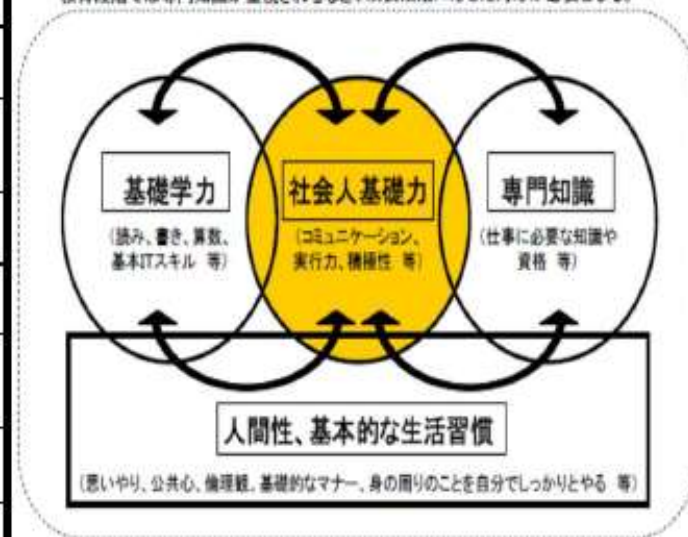 基礎学力
(読み、書き、算数、
基本ITスキル 等)
社会人基礎力
(コミュニケーション、
実行力、積極性 等)
専門知識
(仕事に必要な知識や
資格 等)
人間性、基本的な生活習慣
(思いやり、公共心、倫理観、基礎的なマナー、身の周りのことを自分でしっかりとやる 等)